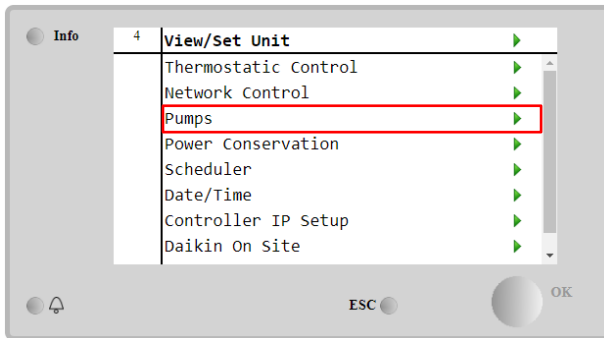 Info
4 View/Set Unit
Thermostatic Control
Network Control
Pumps
Power Conservation
Scheduler
Date/Time
Controller IP Setup
Daikin On Site
ESC
OK